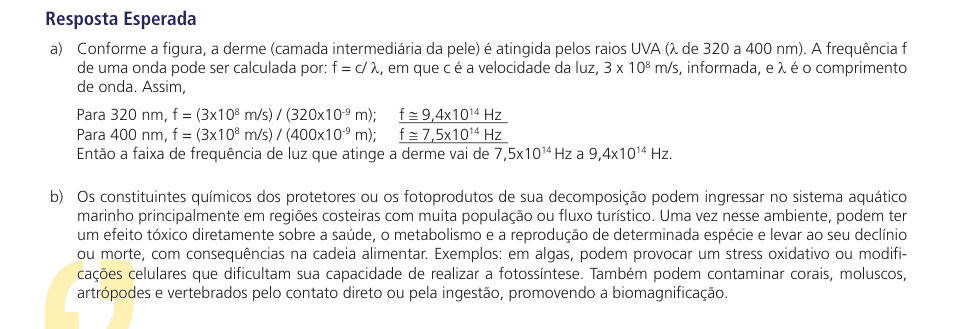 Resposta Esperada
a) Conforme a figura, a derme (camada intermediária da pele) é atingida pelos raios UVA (λ de 320 a 400 nm). A frequência f
de uma onda pode ser calculada por: f = c/ λ, em que c é a velocidade da luz, 3 x 10⁸ m/s, informada, e λ é o comprimento
de onda. Assim,
Para 320 nm, f = (3x10⁸ m/s) / (320x10⁻⁹ m); f ≅ 9,4x10¹⁴ Hz
Para 400 nm, f = (3x10⁸ m/s) / (400x10⁻⁹ m); f ≅ 7,5x10¹⁴ Hz
Então a faixa de frequência de luz que atinge a derme vai de 7,5x10¹⁴ Hz a 9,4x10¹⁴ Hz.
b) Os constituintes químicos dos protetores ou os fotoprodutos de sua decomposição podem ingressar no sistema aquático
marinho principalmente em regiões costeiras com muita população ou fluxo turístico. Uma vez nesse ambiente, podem ter
um efeito tóxico diretamente sobre a saúde, o metabolismo e a reprodução de determinada espécie e levar ao seu declínio
ou morte, com consequências na cadeia alimentar. Exemplos: em algas, podem provocar um stress oxidativo ou modifi-
cações celulares que dificultam sua capacidade de realizar a fotossíntese. Também podem contaminar corais, moluscos,
artrópodes e vertebrados pelo contato direto ou pela ingestão, promovendo a biomagnificação.